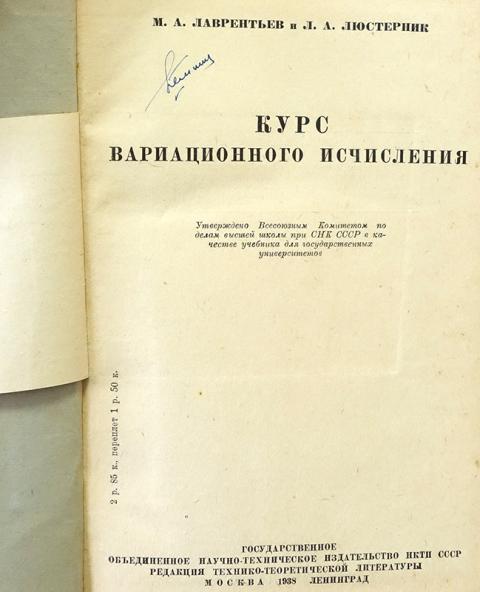 М. А. ЛАВРЕНТЬЕВ и Л. А. ЛЮСТЕРНИК
КУРС
ВАРИАЦИОННОГО ИСЧИСЛЕНИЯ
Утверждено Всесоюзным Комитетом по
делам высшей школы при СНК СССР в ка-
честве учебника для государственных
университетов
2 р. 85 к., переплет 1 р. 50 к.
ГОСУДАРСТВЕННОЕ
ОБЪЕДИНЕННОЕ НАУЧНО-ТЕХНИЧЕСКОЕ ИЗДАТЕЛЬСТВО НКТП СССР
РЕДАКЦИЯ ТЕХНИКО-ТЕОРЕТИЧЕСКОЙ ЛИТЕРАТУРЫ
МОСКВА 1938 ЛЕНИНГРАД